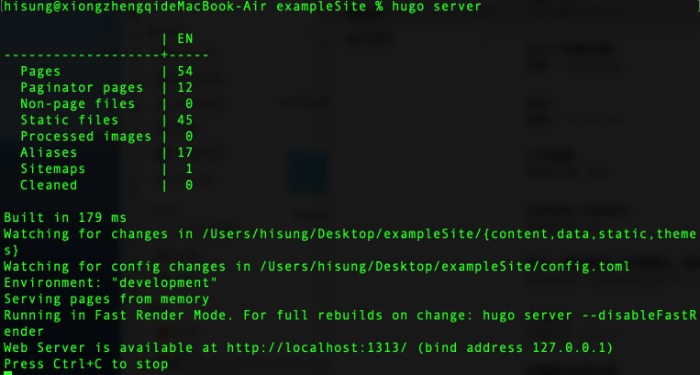 hisung@xiongzhengqideMacBook-Air exampleSite % hugo server
                   | EN
-------------------+-----
  Pages            | 54
  Paginator pages  | 12
  Non-page files   |  0
  Static files     | 45
  Processed images |  0
  Aliases          | 17
  Sitemaps         |  1
  Cleaned          |  0
Built in 179 ms
Watching for changes in /Users/hisung/Desktop/exampleSite/{content,data,static,theme
s}
Watching for config changes in /Users/hisung/Desktop/exampleSite/config.toml
Environment: "development"
Serving pages from memory
Running in Fast Render Mode. For full rebuilds on change: hugo server --disableFastR
ender
Web Server is available at http://localhost:1313/ (bind address 127.0.0.1)
Press Ctrl+C to stop